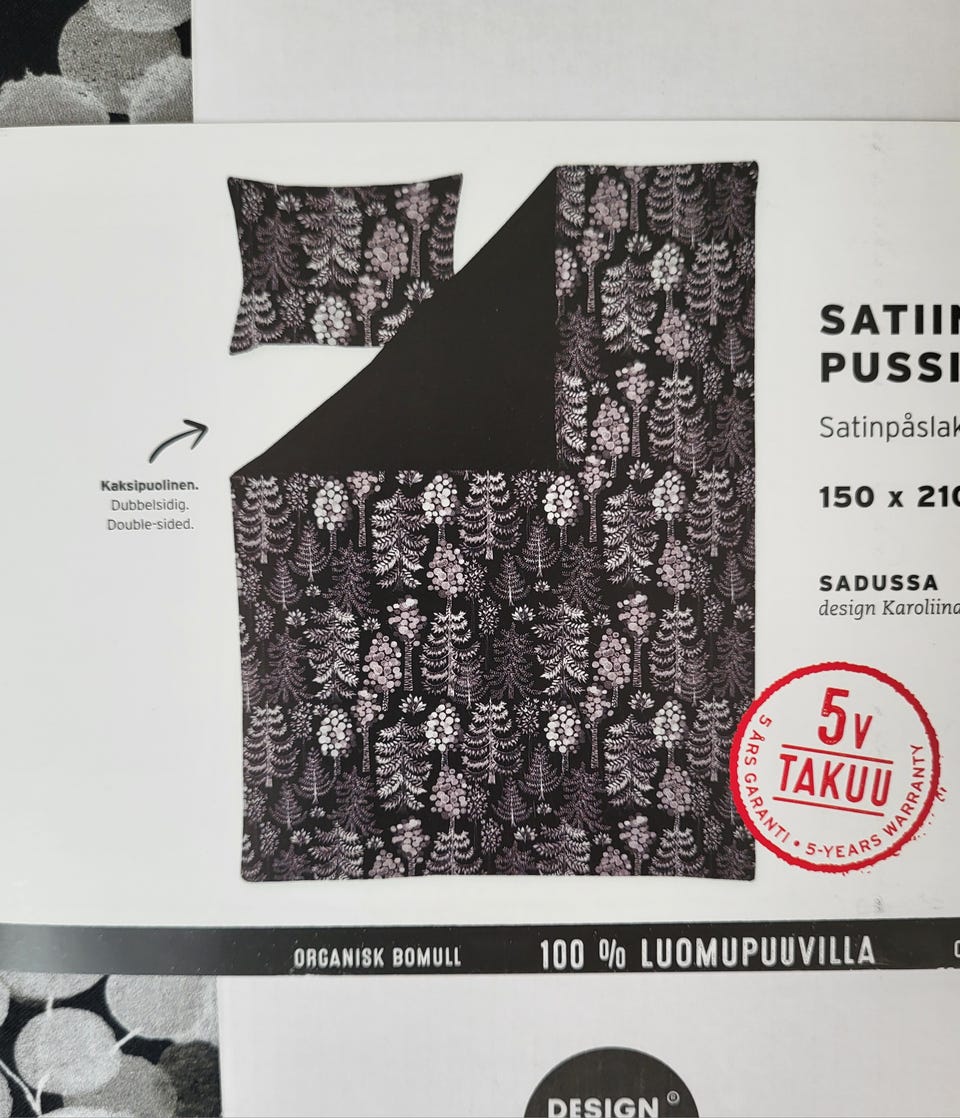 SATIIN
PUSSI
Satinpåslak
150 x 210
SADUSSA
design Karoliina
Kaksipuolinen.
Dubbelsidig.
Double-sided.
5V
TAKUU
5 ÅRS GARANTI • 5-YEARS WARRANTY
ORGANISK BOMULL
100 % LUOMUPUUVILLA
DESIGN